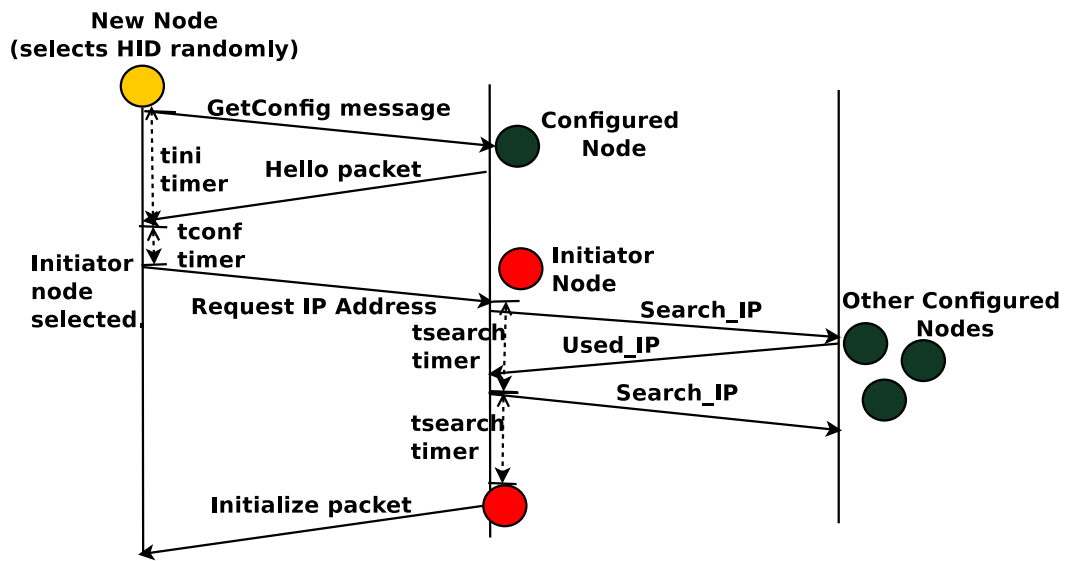 New Node
(selects HID randomly)
GetConfig message
Configured
Node
tini
timer
Hello packet
tconf
timer
Initiator
node
selected.
Initiator
Node
Request IP Address
Search_IP
Other Configured
Nodes
tsearch
timer
Used_IP
Search_IP
tsearch
timer
Initialize packet